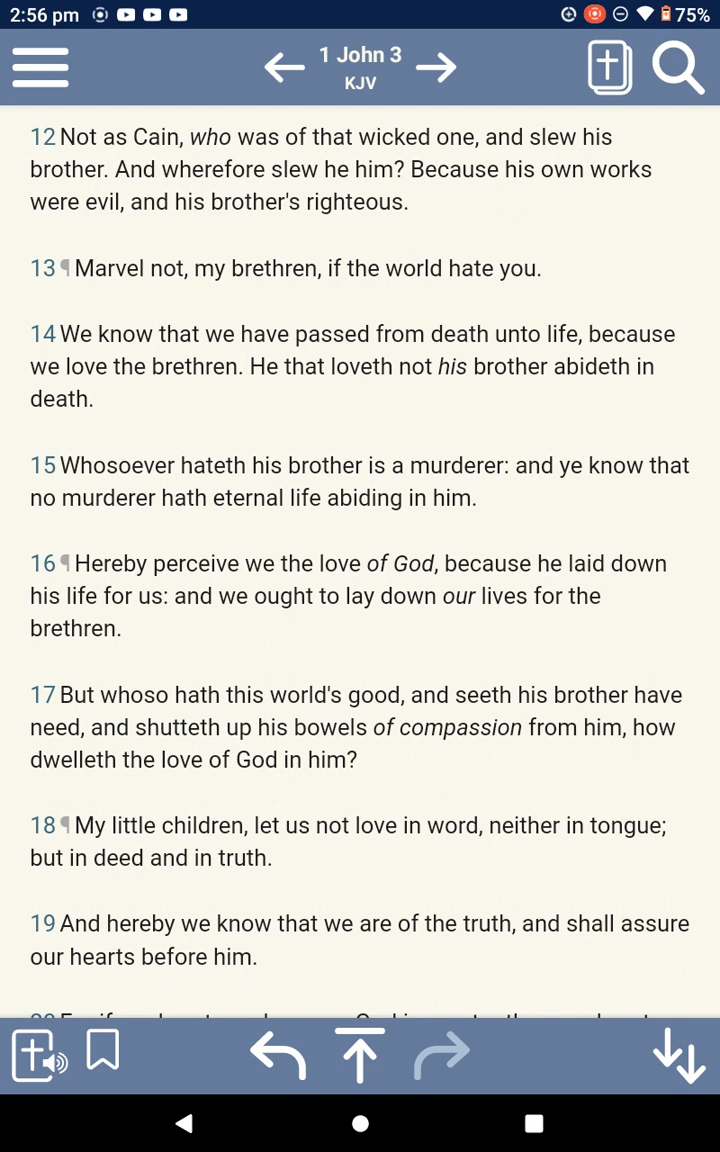 2:56 pm
75%
1 John 3
KJV
12 Not as Cain, who was of that wicked one, and slew his
brother. And wherefore slew he him? Because his own works
were evil, and his brother's righteous.
13 ¶ Marvel not, my brethren, if the world hate you.
14 We know that we have passed from death unto life, because
we love the brethren. He that loveth not his brother abideth in
death.
15 Whosoever hateth his brother is a murderer: and ye know that
no murderer hath eternal life abiding in him.
16 ¶ Hereby perceive we the love of God, because he laid down
his life for us: and we ought to lay down our lives for the
brethren.
17 But whoso hath this world's good, and seeth his brother have
need, and shutteth up his bowels of compassion from him, how
dwelleth the love of God in him?
18 ¶ My little children, let us not love in word, neither in tongue;
but in deed and in truth.
19 And hereby we know that we are of the truth, and shall assure
our hearts before him.